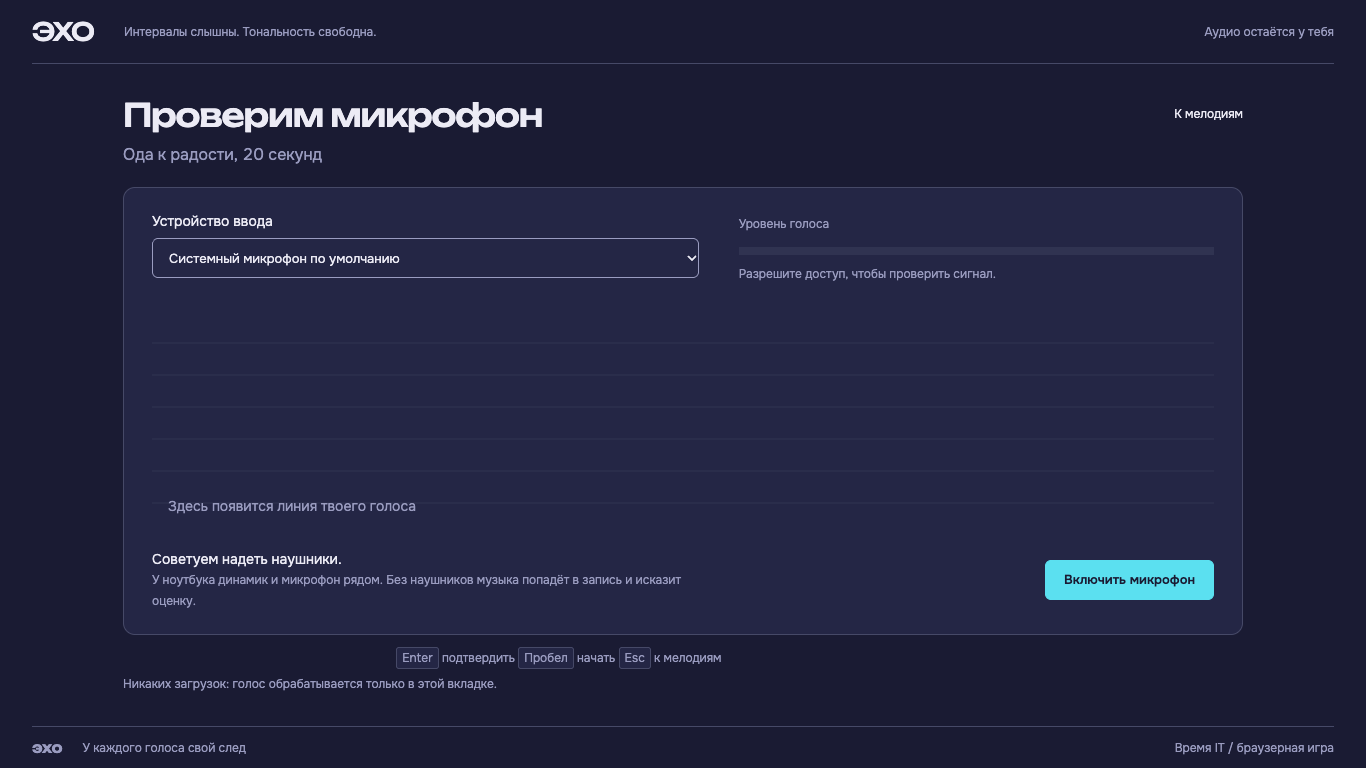 ЭХО
Интервалы слышны. Тональность свободна.
Аудио остаётся у тебя
Проверим микрофон
К мелодиям
Ода к радости, 20 секунд
Устройство ввода
Системный микрофон по умолчанию
Уровень голоса
Разрешите доступ, чтобы проверить сигнал.
Здесь появится линия твоего голоса
Советуем надеть наушники.
У ноутбука динамик и микрофон рядом. Без наушников музыка попадёт в запись и исказит
оценку.
Включить микрофон
Enter подтвердить Пробел начать Esc к мелодиям
Никаких загрузок: голос обрабатывается только в этой вкладке.
эхо
У каждого голоса свой след
Время IT / браузерная игра